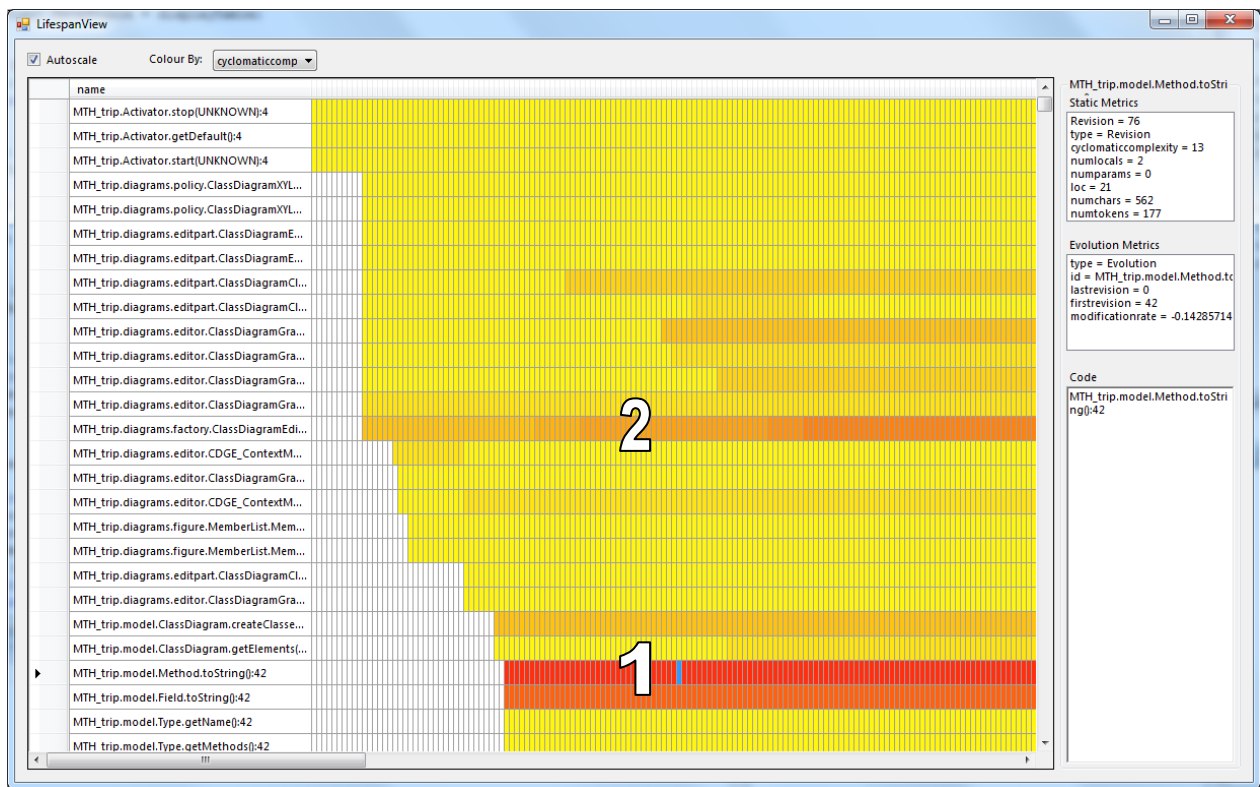 LifespanView
Autoscale Colour By: cyclomaticcomp
name
MTH_trip.Activator.stop(UNKNOWN):4
MTH_trip.Activator.getDefault():4
MTH_trip.Activator.start(UNKNOWN):4
MTH_trip.diagrams.policy.ClassDiagramXYL...
MTH_trip.diagrams.policy.ClassDiagramXYL...
MTH_trip.diagrams.editpart.ClassDiagramE...
MTH_trip.diagrams.editpart.ClassDiagramE...
MTH_trip.diagrams.editpart.ClassDiagramCl...
MTH_trip.diagrams.editpart.ClassDiagramCl...
MTH_trip.diagrams.editor.ClassDiagramGra...
MTH_trip.diagrams.editor.ClassDiagramGra...
MTH_trip.diagrams.editor.ClassDiagramGra...
MTH_trip.diagrams.editor.ClassDiagramGra...
MTH_trip.diagrams.factory.ClassDiagramEdi...
2
MTH_trip.diagrams.editor.CDGE_ContextM...
MTH_trip.diagrams.editor.ClassDiagramGra...
MTH_trip.diagrams.editor.CDGE_ContextM...
MTH_trip.diagrams.figure.MemberList.Mem...
MTH_trip.diagrams.figure.MemberList.Mem...
MTH_trip.diagrams.editpart.ClassDiagramCl...
MTH_trip.diagrams.editor.ClassDiagramGra...
MTH_trip.model.ClassDiagram.createClasse...
MTH_trip.model.ClassDiagram.getElements(...
MTH_trip.model.Method.toString():42
1
MTH_trip.model.Field.toString():42
MTH_trip.model.Type.getName():42
MTH_trip.model.Type.getMethods():42
MTH_trip.model.Method.toStri
Static Metrics
Revision = 76
type = Revision
cyclomaticcomplexity = 13
numlocals = 2
numparams = 0
loc = 21
numchars = 562
numtokens = 177
Evolution Metrics
type = Evolution
id = MTH_trip.model.Method.to
lastrevision = 0
firstrevision = 42
modificationrate = -0.14285714
Code
MTH_trip.model.Method.toStri
ng():42